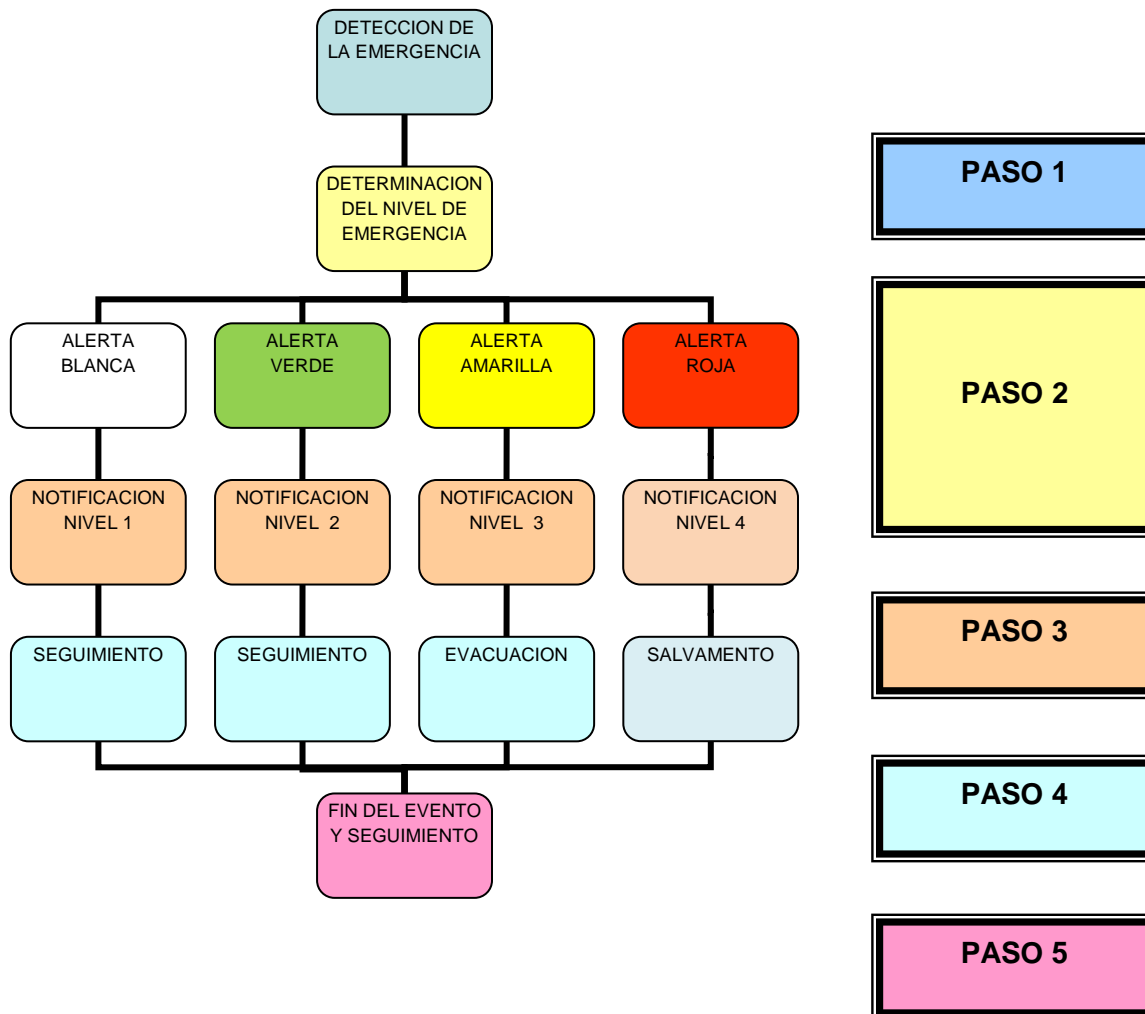 DETECCION DE
LA EMERGENCIA
PASO 1
DETERMINACION
DEL NIVEL DE
EMERGENCIA
ALERTA
BLANCA
ALERTA
VERDE
ALERTA
AMARILLA
ALERTA
ROJA
PASO 2
NOTIFICACION
NIVEL 1
NOTIFICACION
NIVEL 2
NOTIFICACION
NIVEL 3
NOTIFICACION
NIVEL 4
PASO 3
SEGUIMIENTO
SEGUIMIENTO
EVACUACION
SALVAMENTO
PASO 4
FIN DEL EVENTO
Y SEGUIMIENTO
PASO 5